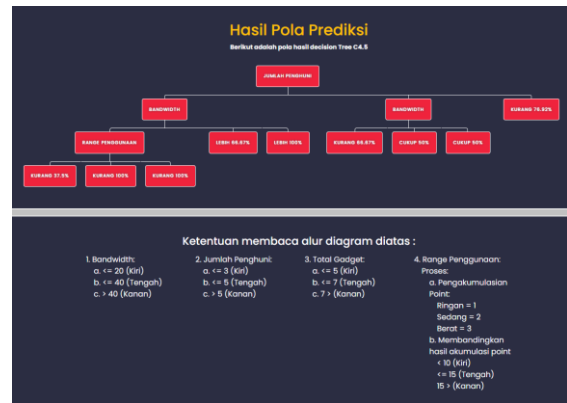 Hasil Pola Prediksi
Berikut adalah pola hasil decision Tree C4.5
JUMLAH PENGHUNI
BANDWIDTH
BANDWIDTH
KURANG 76.92%
RANGE PENGGUNAAN
LEBIH 66.67%
LEBIH 100%
KURANG 66.67%
CUKUP 50%
CUKUP 50%
KURANG 37.5%
KURANG 100%
KURANG 100%
Ketentuan membaca alur diagram diatas :
1. Bandwidth:
a. <= 20 (Kiri)
b. <= 40 (Tengah)
c. > 40 (Kanan)
2. Jumlah Penghuni:
a. <= 3 (Kiri)
b. <= 5 (Tengah)
c. > 5 (Kanan)
3. Total Gadget:
a. <= 5 (Kiri)
b. <= 7 (Tengah)
c. 7 > (Kanan)
4. Range Penggunaan:
Proses:
a. Pengakumulasian
Point:
Ringan = 1
Sedang = 2
Berat = 3
b. Membandingkan
hasil akumulasi point
< 10 (Kiri)
<= 15 (Tengah)
15 > (Kanan)